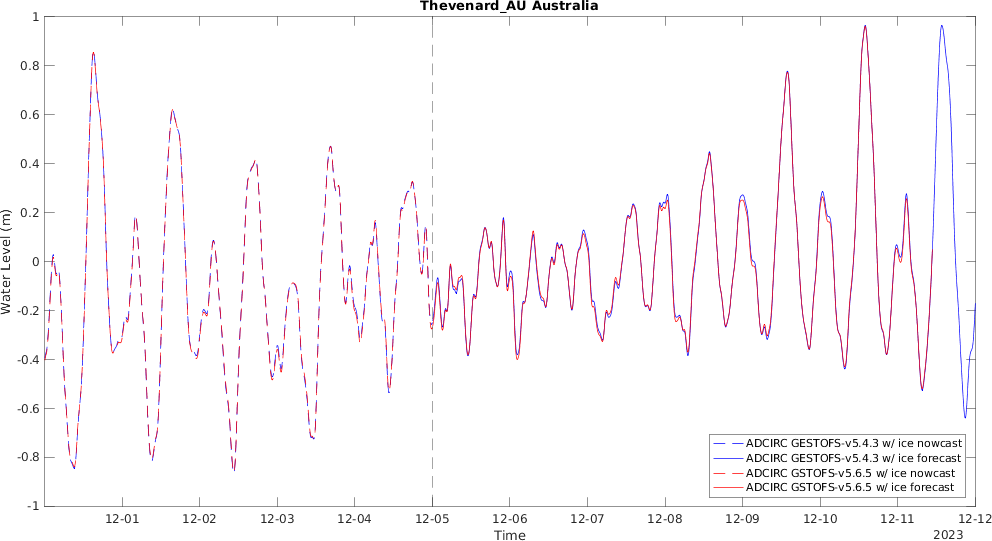 Thevenard_AU Australia
Water Level (m)
1
0.8
0.6
0.4
0.2
0
-0.2
-0.4
-0.6
-0.8
-1
ADCIRC GESTOFS-v5.4.3 w/ ice nowcast
ADCIRC GESTOFS-v5.4.3 w/ ice forecast
ADCIRC GSTOFS-v5.6.5 w/ ice nowcast
ADCIRC GSTOFS-v5.6.5 w/ ice forecast
12-01 12-02 12-03 12-04 12-05 12-06 12-07 12-08 12-09 12-10 12-11 12-12
Time
2023